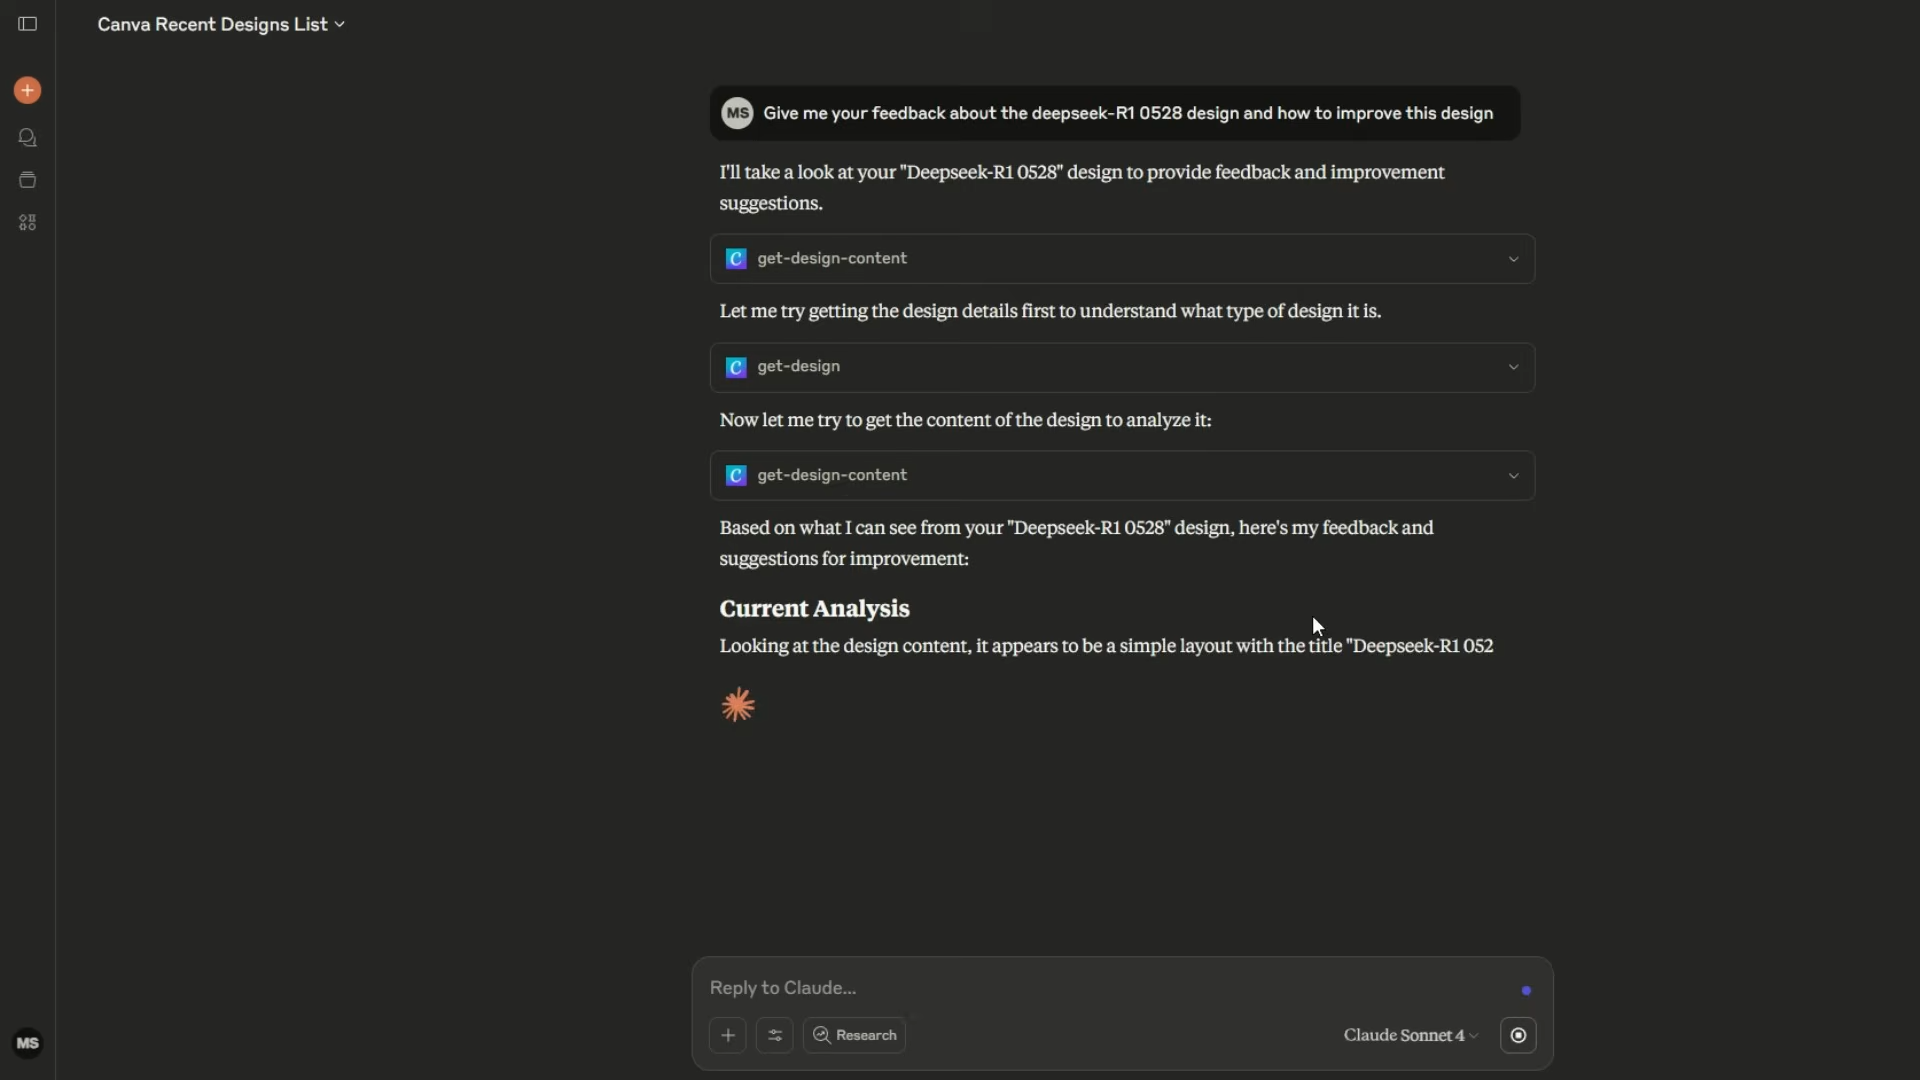 Canva Recent Designs List
MS Give me your feedback about the deepseek-R1 0528 design and how to improve this design
I'll take a look at your "Deepseek-R1 0528" design to provide feedback and improvement
suggestions.
C get-design-content
Let me try getting the design details first to understand what type of design it is.
C get-design
Now let me try to get the content of the design to analyze it:
C get-design-content
Based on what I can see from your "Deepseek-R1 0528" design, here's my feedback and
suggestions for improvement:
Current Analysis
Looking at the design content, it appears to be a simple layout with the title "Deepseek-R1 052
Reply to Claude...
Research
Claude Sonnet 4
MS